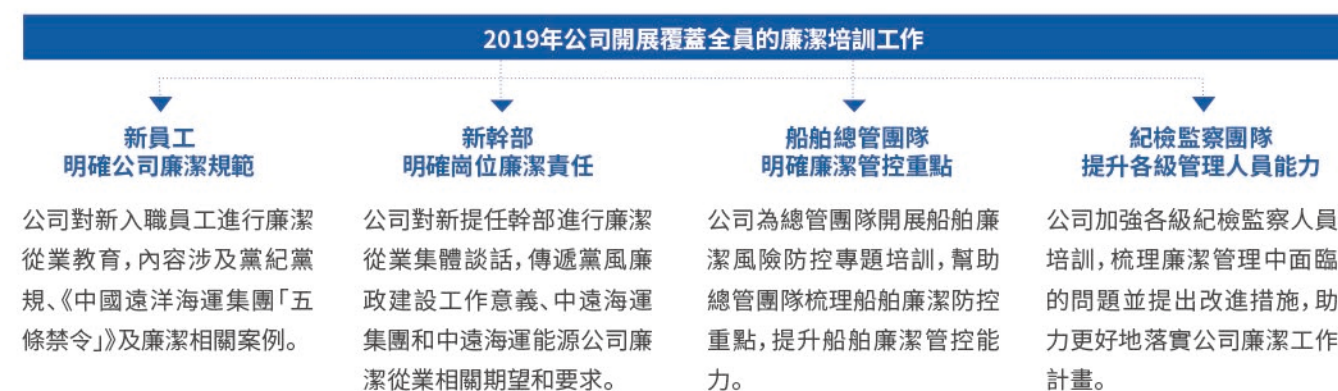 2019年公司開展覆蓋全員的廉潔培訓工作
新員工
明確公司廉潔規範
公司對新入職員工進行廉潔
從業教育，內容涉及黨紀黨
規、《中國遠洋海運集團「五
條禁令」》及廉潔相關案例。
新幹部
明確崗位廉潔責任
公司對新提任幹部進行廉潔
從業集體談話，傳遞黨風廉
政建設工作意義、中遠海運
集團和中遠海運能源公司廉
潔從業相關期望和要求。
船舶總管團隊
明確廉潔管控重點
公司為總管團隊開展船舶廉
潔風險防控專題培訓，幫助
總管團隊梳理船舶廉潔防控
重點，提升船舶廉潔管控能
力。
紀檢監察團隊
提升各級管理人員能力
公司加強各級紀檢監察人員
培訓，梳理廉潔管理中面臨
的問題並提出改進措施，助
力更好地落實公司廉潔工作
計畫。